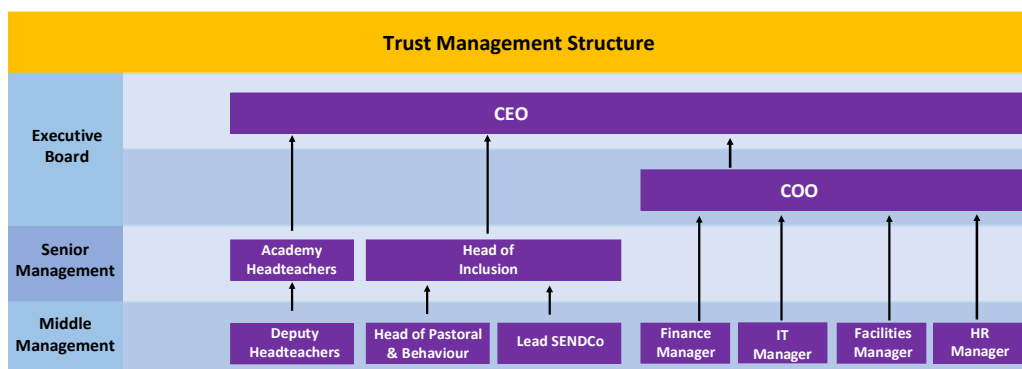 Trust Management Structure
Executive
Board
CEO
COO
Senior
Management
Academy
Headteachers
Head of
Inclusion
Middle
Management
Deputy
Headteachers
Head of Pastoral
& Behaviour
Lead SENDCo
Finance
Manager
IT
Manager
Facilities
Manager
HR
Manager